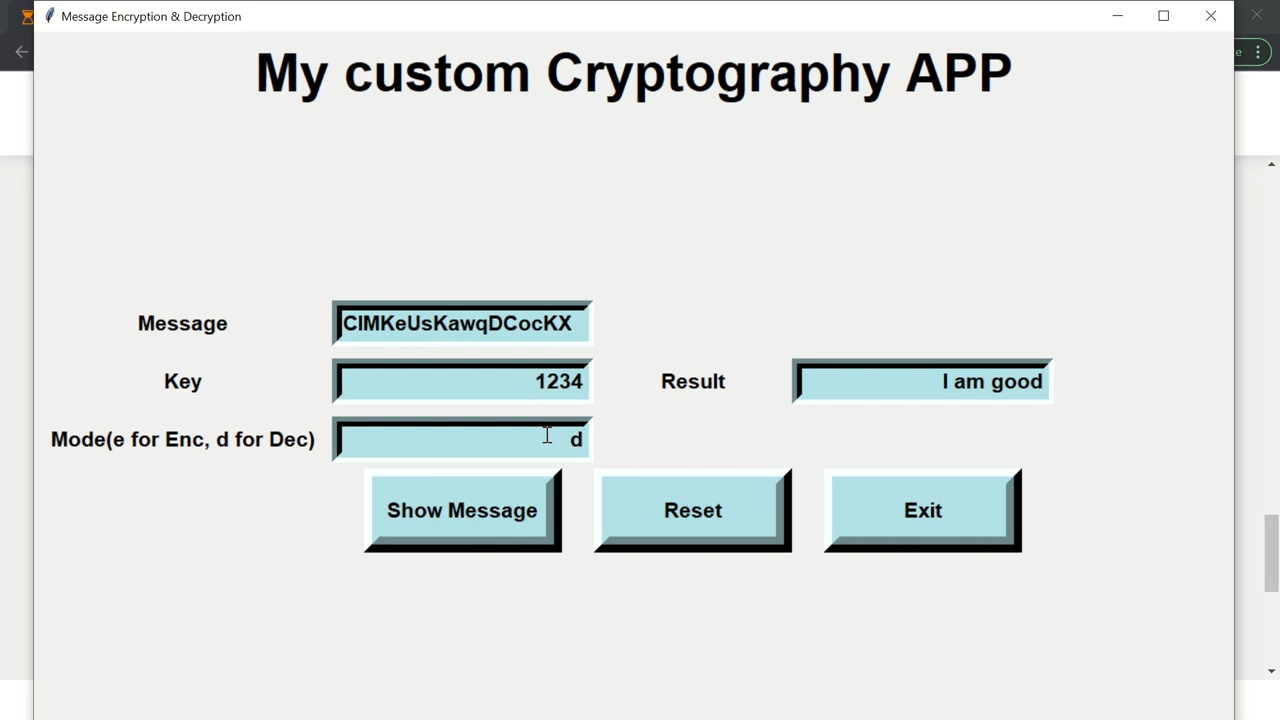 Message Encryption & Decryption
e
My custom Cryptography APP
Message
Key 1234 Result I am good
Mode(e for Enc, d for Dec) d
Show Message Reset Exit